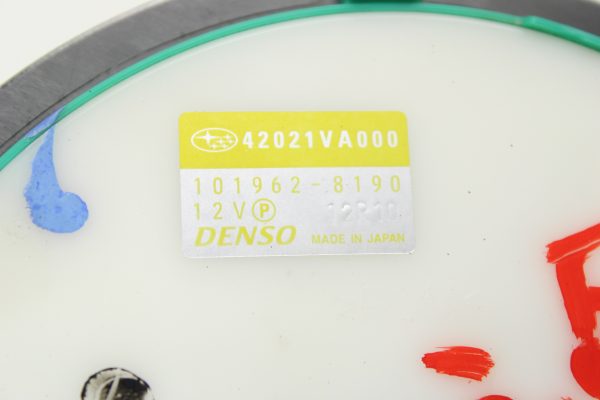 42021VA000
101962-8190
12V P 12R10
DENSO MADE IN JAPAN